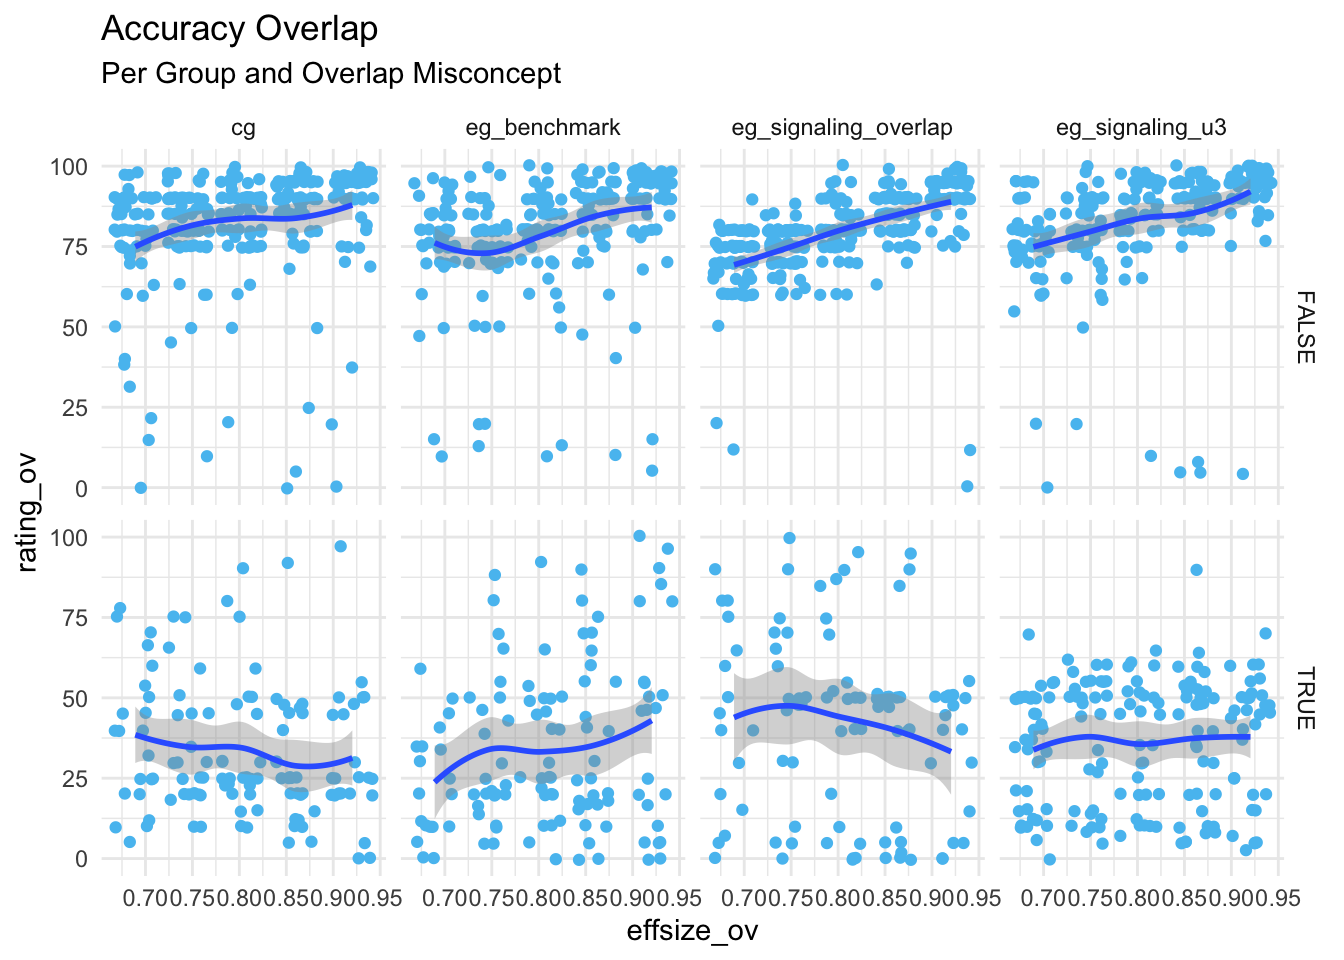 Accuracy Overlap
Per Group and Overlap Misconcept
cg eg_benchmark eg_signaling_overlap eg_signaling_u3
100
75
50
25
0
FALSE
100
75
50
25
0
TRUE
rating_ov
0.70 0.75 0.80 0.85 0.90 0.95 0.70 0.75 0.80 0.85 0.90 0.95 0.70 0.75 0.80 0.85 0.90 0.95 0.70 0.75 0.80 0.85 0.90 0.95
effsize_ov